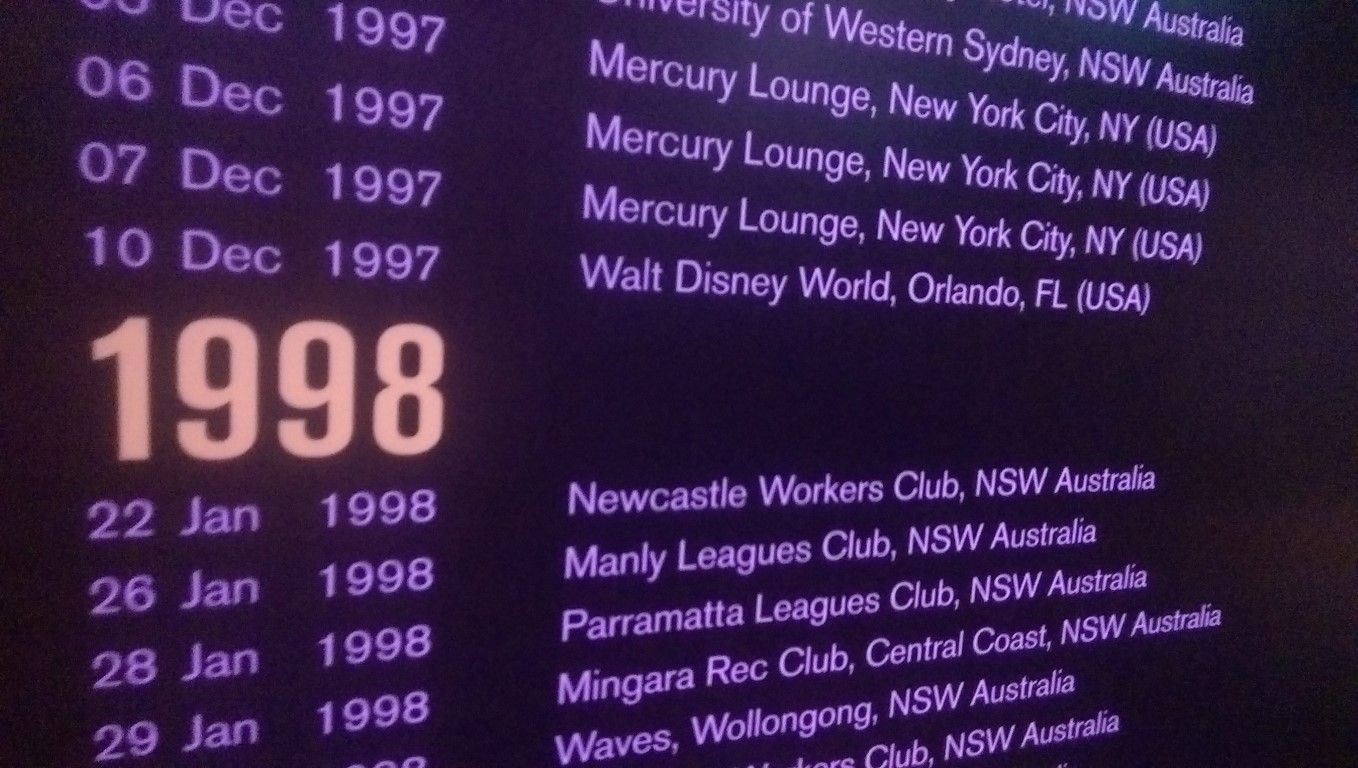 NSW Australia
University of Western Sydney, NSW Australia
Dec 1997 Mercury Lounge, New York City, NY (USA)
06 Dec 1997 Mercury Lounge, New York City, NY (USA)
07 Dec 1997 Mercury Lounge, New York City, NY (USA)
10 Dec 1997 Walt Disney World, Orlando, FL (USA)
1998
22 Jan 1998 Newcastle Workers Club, NSW Australia
26 Jan 1998 Manly Leagues Club, NSW Australia
28 Jan 1998 Parramatta Leagues Club, NSW Australia
29 Jan 1998 Mingara Rec Club, Central Coast, NSW Australia
Waves, Wollongong, NSW Australia
Club, NSW Australia